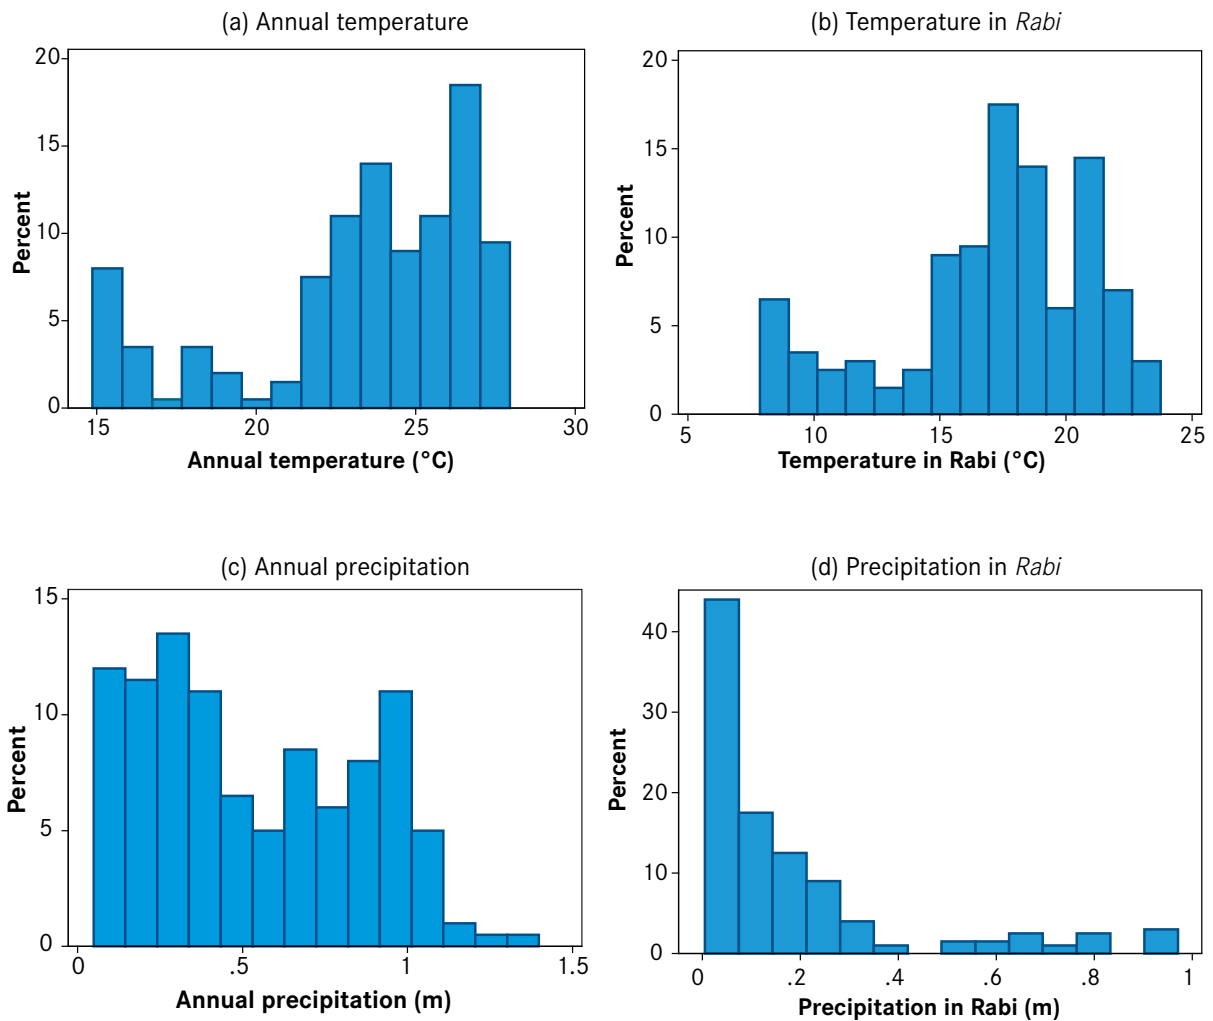 (a) Annual temperature
20
15
10
5
0
Percent
15 20 25 30
Annual temperature (°C)
(b) Temperature in Rabi
20
15
10
5
0
Percent
5 10 15 20 25
Temperature in Rabi (°C)
(c) Annual precipitation
15
10
5
0
Percent
0 .5 1 1.5
Annual precipitation (m)
(d) Precipitation in Rabi
40
30
20
10
0
Percent
0 .2 .4 .6 .8 1
Precipitation in Rabi (m)